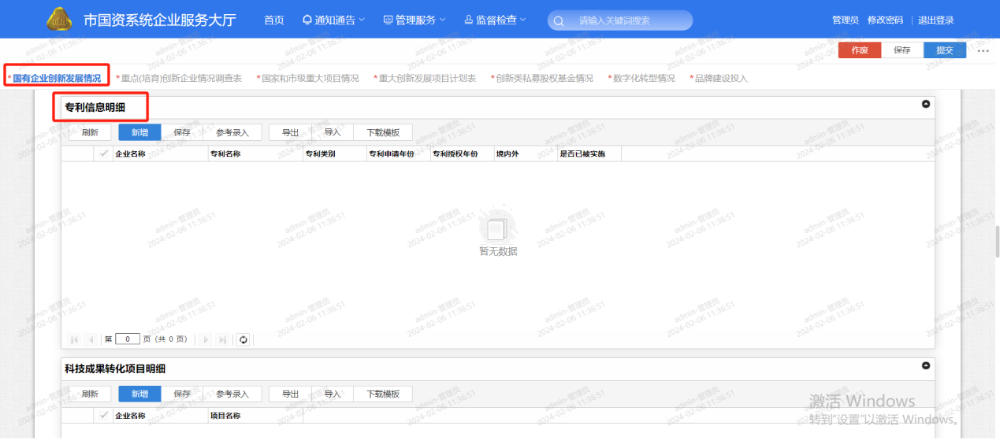 市国资系统企业服务大厅 首页 通知通告 管理服务 监督检查 请输入关键词搜索 管理员 修改密码 | 退出登录
作废 保存 提交 ···
*国有企业创新发展情况 *重点(培育)创新企业情况调查表 *国家和市级重大项目情况 *重大创新发展项目计划表 *创新类私募股权基金情况 *数字化转型情况 *品牌建设投入
专利信息明细
刷新 新增 保存 参考录入 导出 导入 下载模板
企业名称 专利名称 专利类别 专利申请年份 专利授权年份 境内外 是否已被实施
暂无数据
第 0 页 (共 0 页)
科技成果转化项目明细
刷新 新增 保存 参考录入 导出 导入 下载模板
企业名称 项目名称
激活 Windows
转到"设置"以激活 Windows。
admin-管理员
2024-02-06 11:36:51